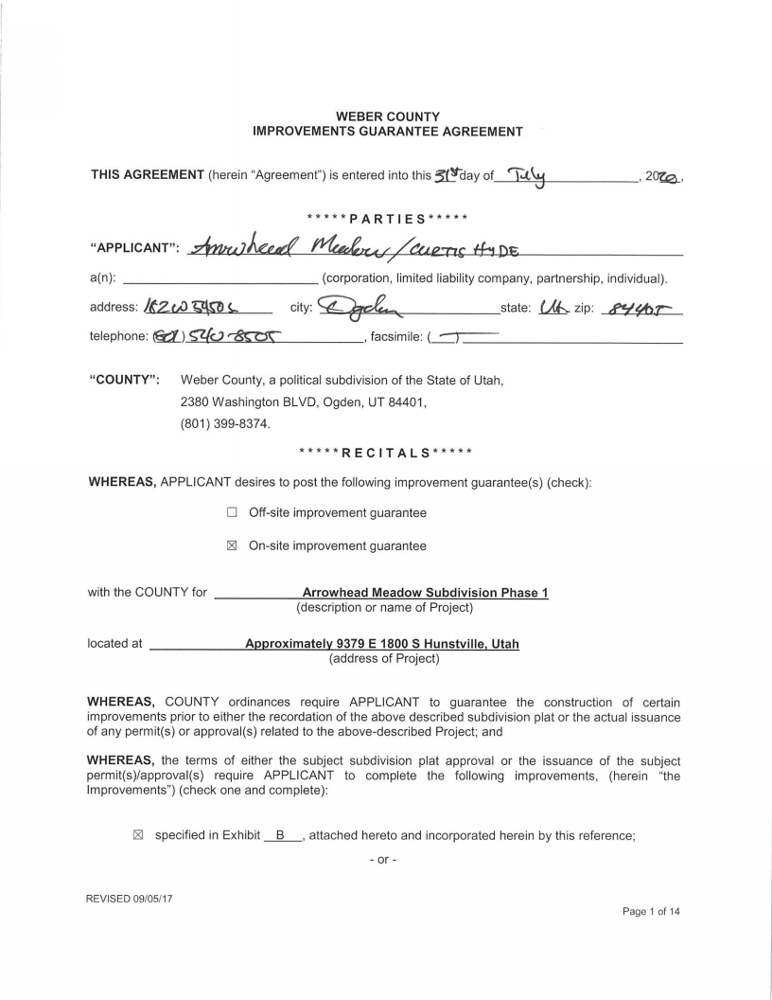 WEBER COUNTY
IMPROVEMENTS GUARANTEE AGREEMENT
THIS AGREEMENT (herein “Agreement”) is entered into this 31st day of July, 2020,
*****PARTIES*****
“APPLICANT”: Arrowhead Meadow / CURTIS HYDE
a(n): ____ (corporation, limited liability company, partnership, individual).
address: 162 W 5450 S city: Ogden state: Ut zip: 84405
telephone: (801) 540-8505, facsimile: ( )
“COUNTY”: Weber County, a political subdivision of the State of Utah,
2380 Washington BLVD, Ogden, UT 84401,
(801) 399-8374.
*****RECITALS*****
WHEREAS, APPLICANT desires to post the following improvement guarantee(s) (check):
☐ Off-site improvement guarantee
☒ On-site improvement guarantee
with the COUNTY for Arrowhead Meadow Subdivision Phase 1
(description or name of Project)
located at Approximately 9379 E 1800 S Hunstville, Utah
(address of Project)
WHEREAS, COUNTY ordinances require APPLICANT to guarantee the construction of certain
improvements prior to either the recordation of the above described subdivision plat or the actual issuance
of any permit(s) or approval(s) related to the above-described Project; and
WHEREAS, the terms of either the subject subdivision plat approval or the issuance of the subject
permit(s)/approval(s) require APPLICANT to complete the following improvements, (herein “the
Improvements”) (check one and complete):
☒ specified in Exhibit B, attached hereto and incorporated herein by this reference;
- or -
REVISED 09/05/17
Page 1 of 14